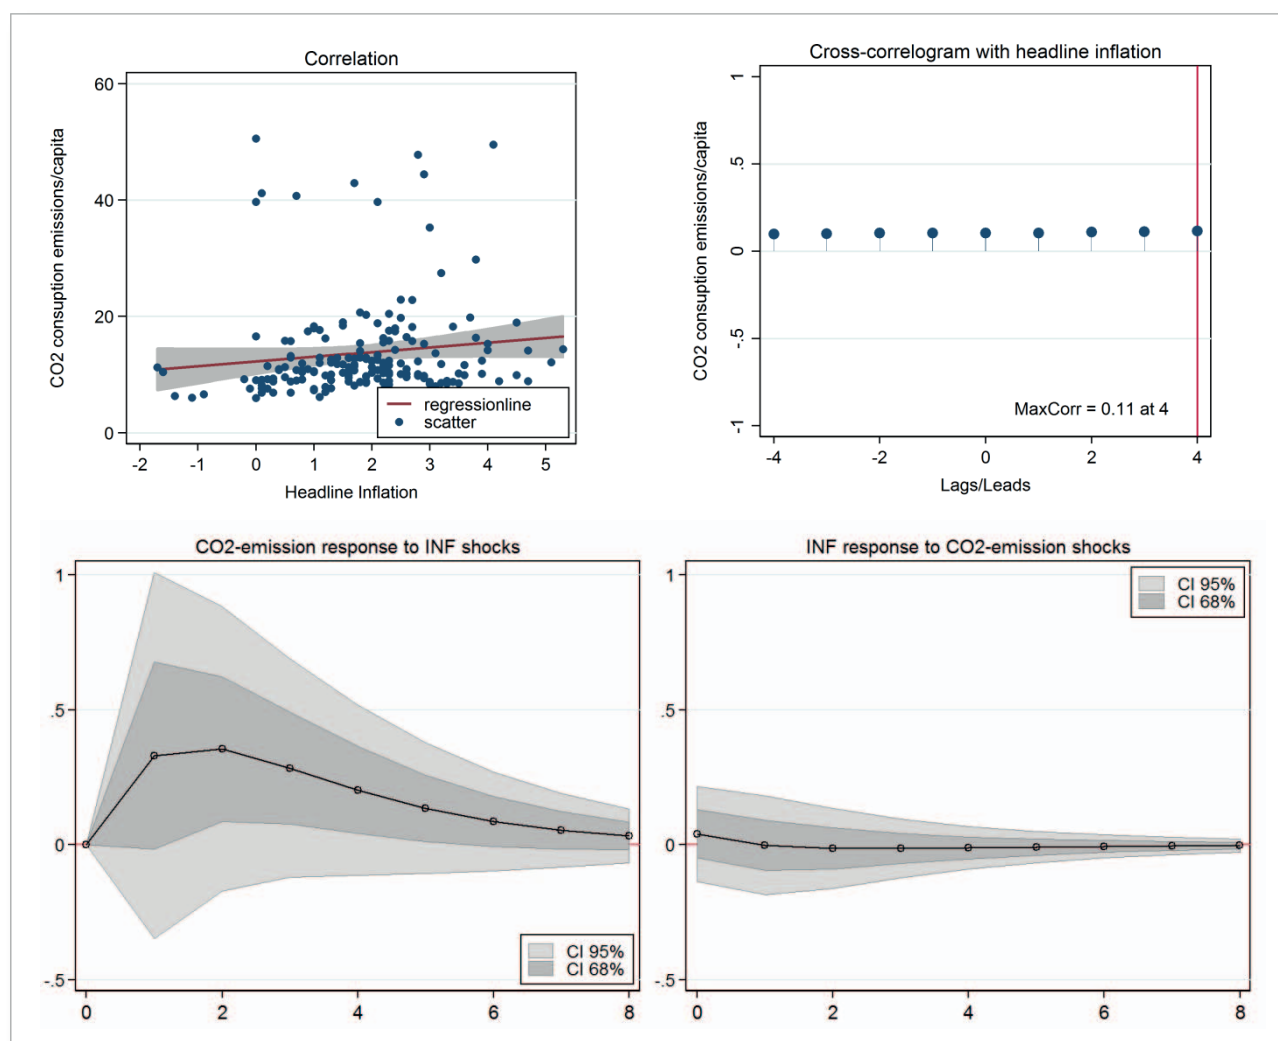 Correlation
CO2 consuption emissions/capita
60
40
20
0
-2 -1 0 1 2 3 4 5
Headline Inflation
regressionline
scatter
Cross-correlogram with headline inflation
CO2 consumption emissions/capita
1
.5
0
-.5
-1
MaxCorr = 0.11 at 4
-4 -2 0 2 4
Lags/Leads
CO2-emission response to INF shocks
1
.5
0
-.5
CI 95%
CI 68%
0 2 4 6 8
INF response to CO2-emission shocks
CI 95%
CI 68%
1
.5
0
-.5
0 2 4 6 8